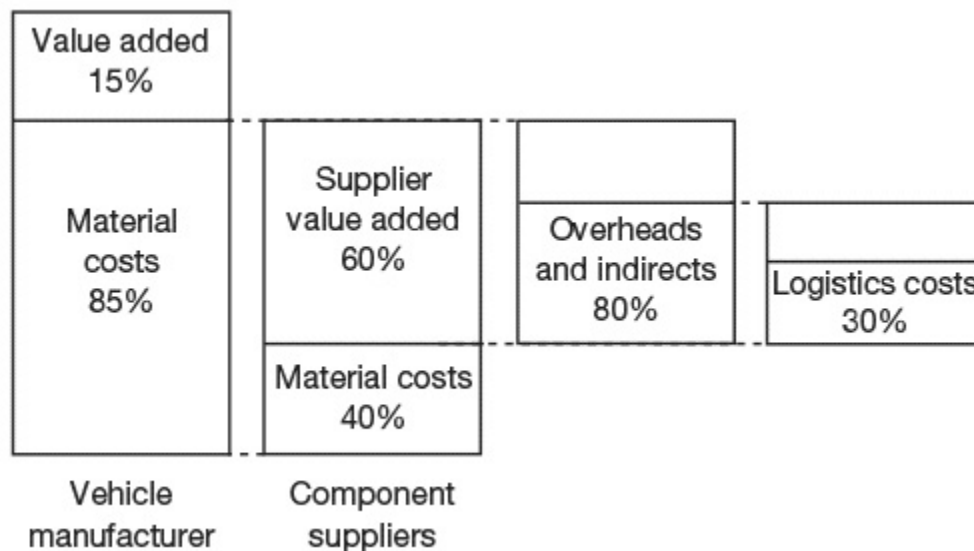 Value added
15%
Material
costs
85%
Supplier
value added
60%
Material costs
40%
Overheads
and indirects
80%
Logistics costs
30%
Vehicle
manufacturer
Component
suppliers